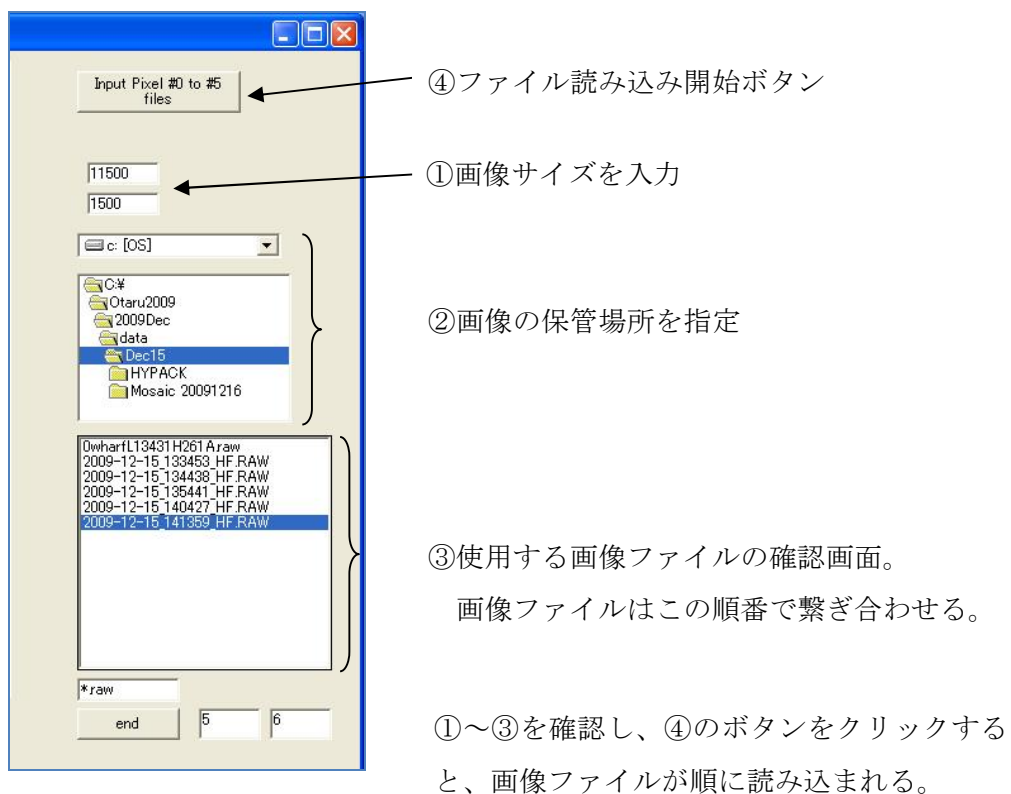 Input Pixel #0 to #5
files
④ファイル読み込み開始ボタン
11500
1500
①画像サイズを入力
c: [OS]
C:¥
Otaru2009
2009Dec
data
Dec15
HYPACK
Mosaic 20091216
②画像の保管場所を指定
0wharfL13431H261A.raw
2009-12-15_133453_HF.RAW
2009-12-15_134438_HF.RAW
2009-12-15_135441_HF.RAW
2009-12-15_140427_HF.RAW
2009-12-15_141359_HF.RAW
③使用する画像ファイルの確認画面。
画像ファイルはこの順番で繋ぎ合わせる。
*raw
end
5
6
①~③を確認し、④のボタンをクリックする
と、画像ファイルが順に読み込まれる。